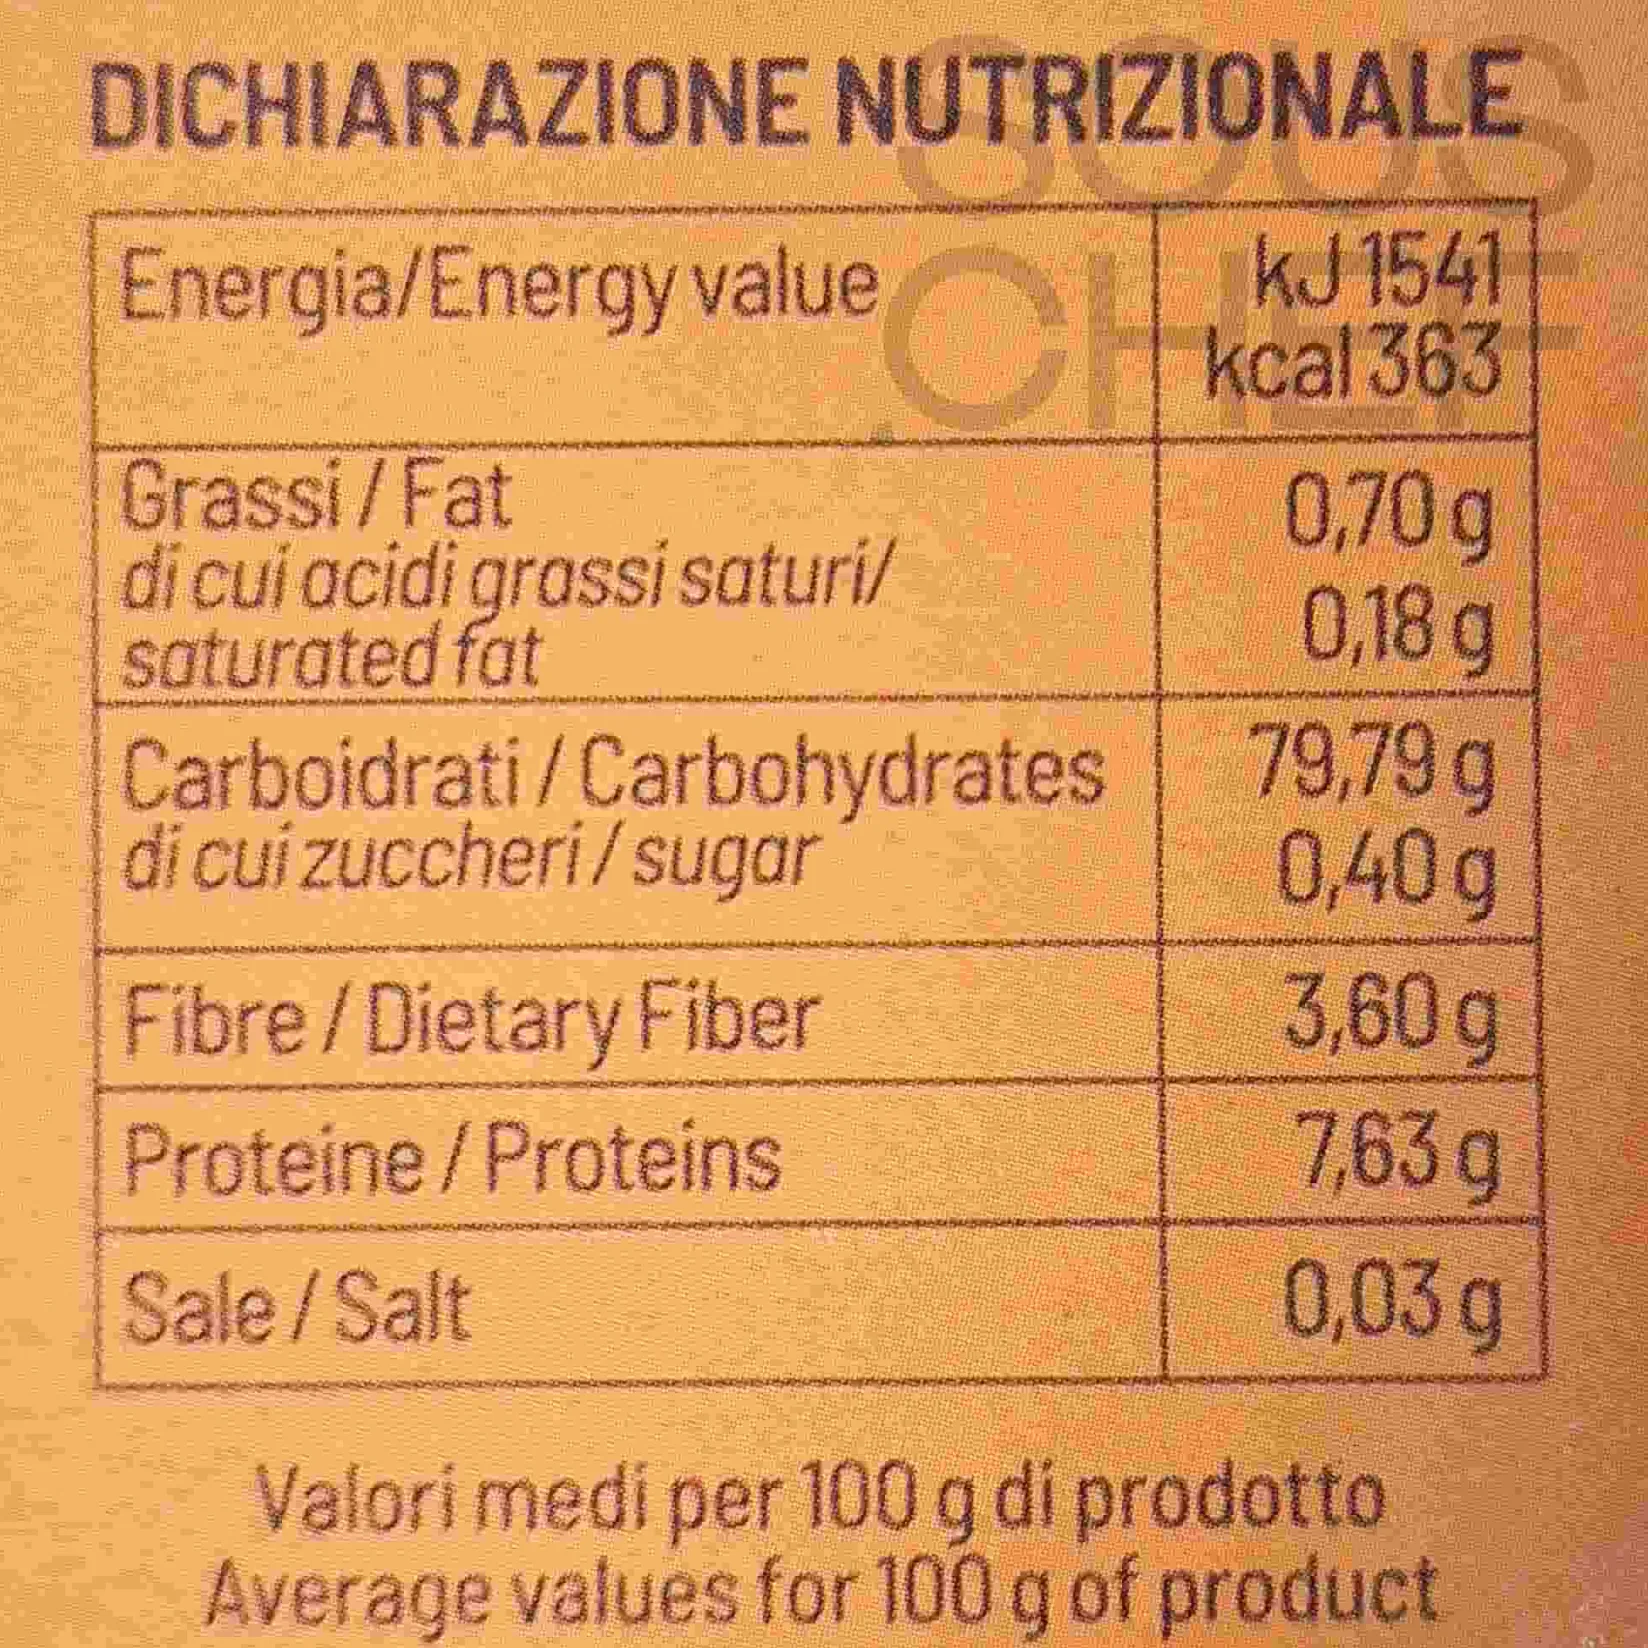 DICHIARAZIONE NUTRIZIONALE
SOUS
.CHEF
Energia/Energy value kJ 1541
kcal 363
Grassi / Fat 0,70 g
di cui acidi grassi saturi/ 0,18 g
saturated fat
Carboidrati / Carbohydrates 79,79 g
di cui zuccheri / sugar 0,40 g
Fibre / Dietary Fiber 3,60 g
Proteine / Proteins 7,63 g
Sale / Salt 0,03 g
Valori medi per 100 g di prodotto
Average values for 100 g of product